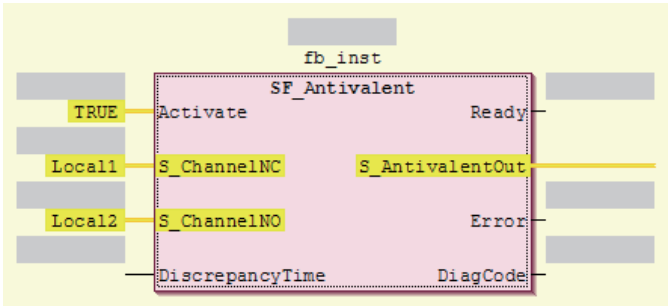 fb_inst
SF_Antivalent
TRUE Activate Ready
Local1 S_ChannelNC S_AntivalentOut
Local2 S_ChannelNO Error
DiscrepancyTime DiagCode